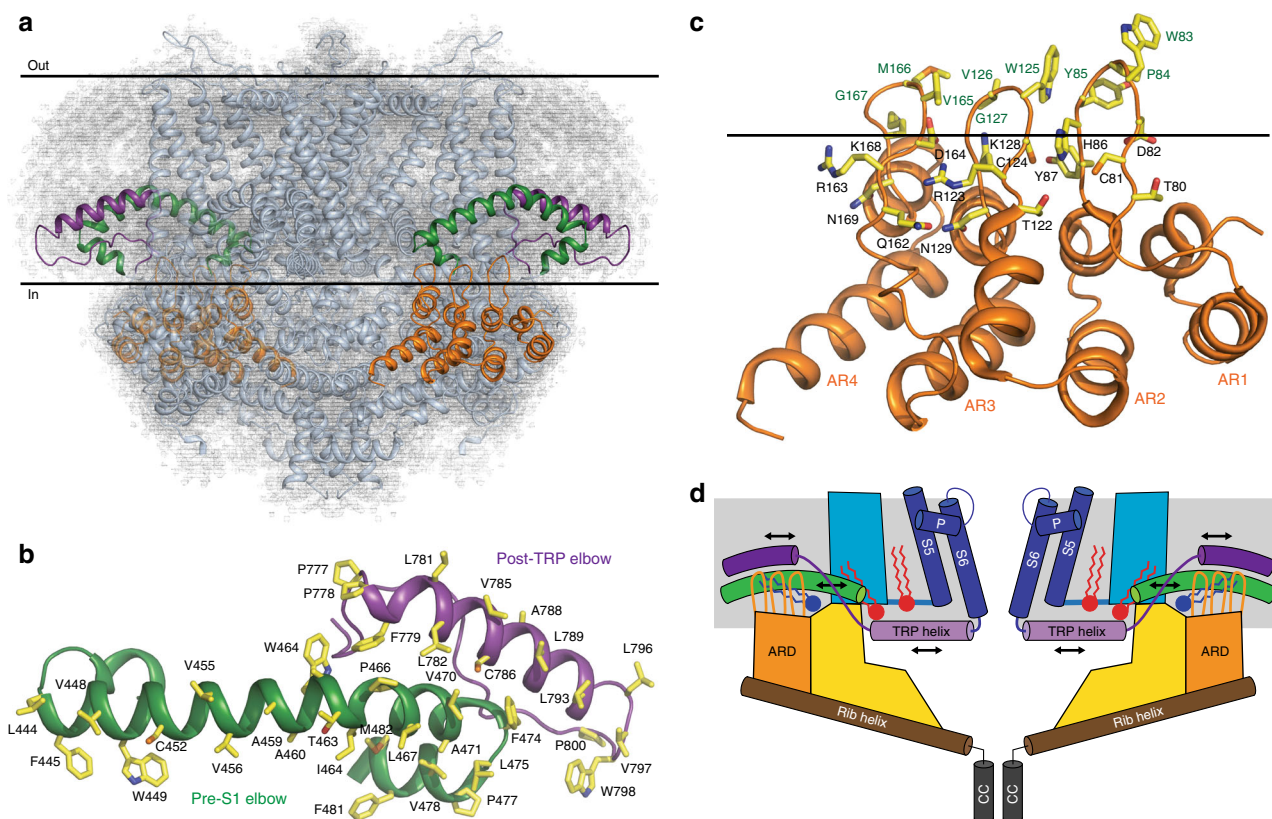 a
Out
In
b
Post-TRP elbow
L781
P777
P778
V785
A788
L789
L796
W464
F779
L782
C786
L793
P466
V470
V455
V448
L444
F445
C452
W449
V456
A459
A460
T463
I464
M482
L467
A471
F474
L475
P477
V478
F481
P800
V797
W798
Pre-S1 elbow
c
W83
M166
V126
W125
Y85
P84
G167
V165
G127
K168
D164
K128
C124
H86
D82
Y87
C81
R163
R123
T80
N169
Q162
N129
T122
AR4
AR3
AR2
AR1
d
P
S5
S6
P
S5
S6
TRP helix
TRP helix
ARD
ARD
Rib helix
Rib helix
CC
CC